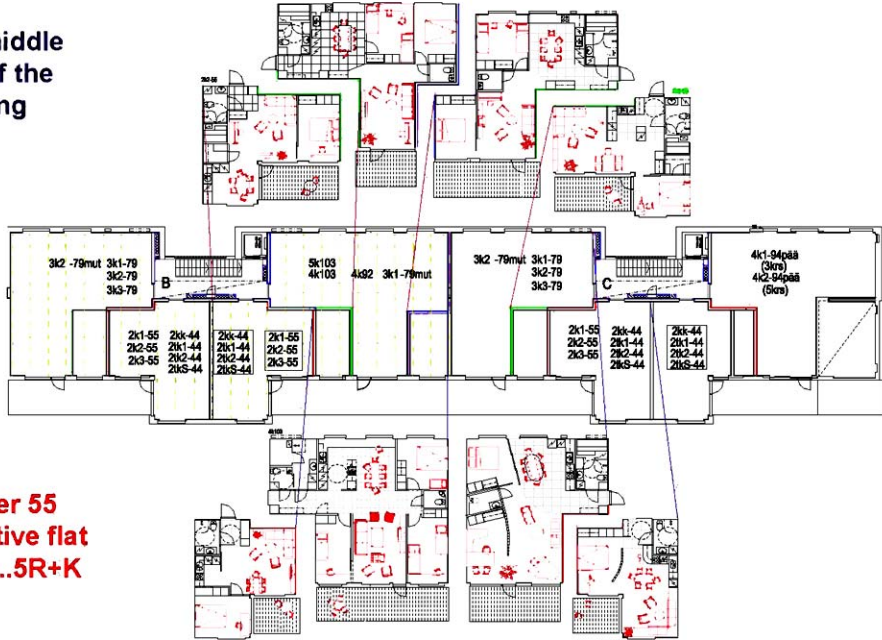 middle
of the
ng
2k2-55
3k2 -79mut 3k1-79
3k2-79
3k3-79
B
5k103
4k103
4k92
3k1 -79mut
3k2 -79mut 3k1-79
3k2-79
3k3-79
C
4k1-94pää
(3krs)
4k2-94pää
(5krs)
2k1-55
2k2-55
2k3-55
2kk-44
2tk1-44
2tk2-44
2tkS-44
2kk-44
2tk1-44
2tk2-44
2tkS-44
2k1-55
2k2-55
2k3-55
2k1-55
2k2-55
2k3-55
2kk-44
2tk1-44
2tk2-44
2tkS-44
2kk-44
2tk1-44
2tk2-44
2tkS-44
er 55
tive flat
...5R+K